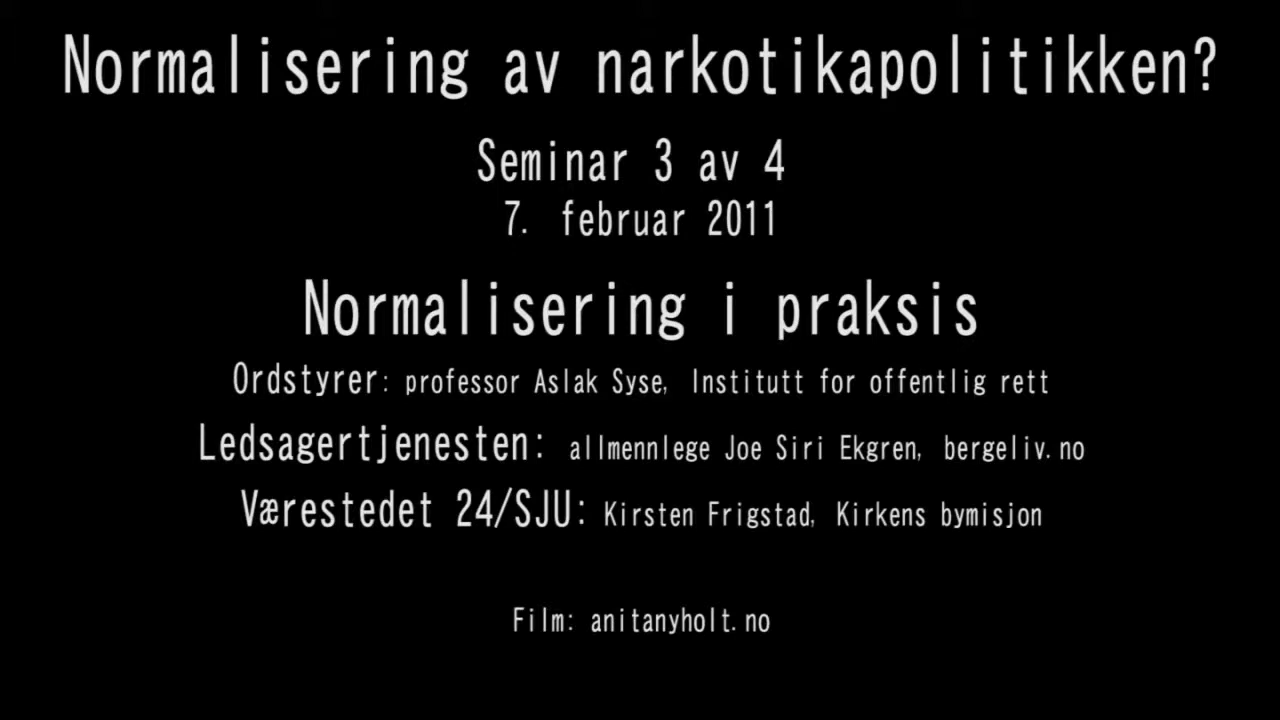 Normalisering av narkotikapolitikken?
Seminar 3 av 4
7. februar 2011
Normalisering i praksis
Ordstyrer: professor Aslak Syse, Institutt for offentlig rett
Ledsagertjenesten: allmennlege Joe Siri Ekgren, bergeliv.no
Værestedet 24/SJU: Kirsten Frigstad, Kirkens bymisjon
Film: anitanyholt.no